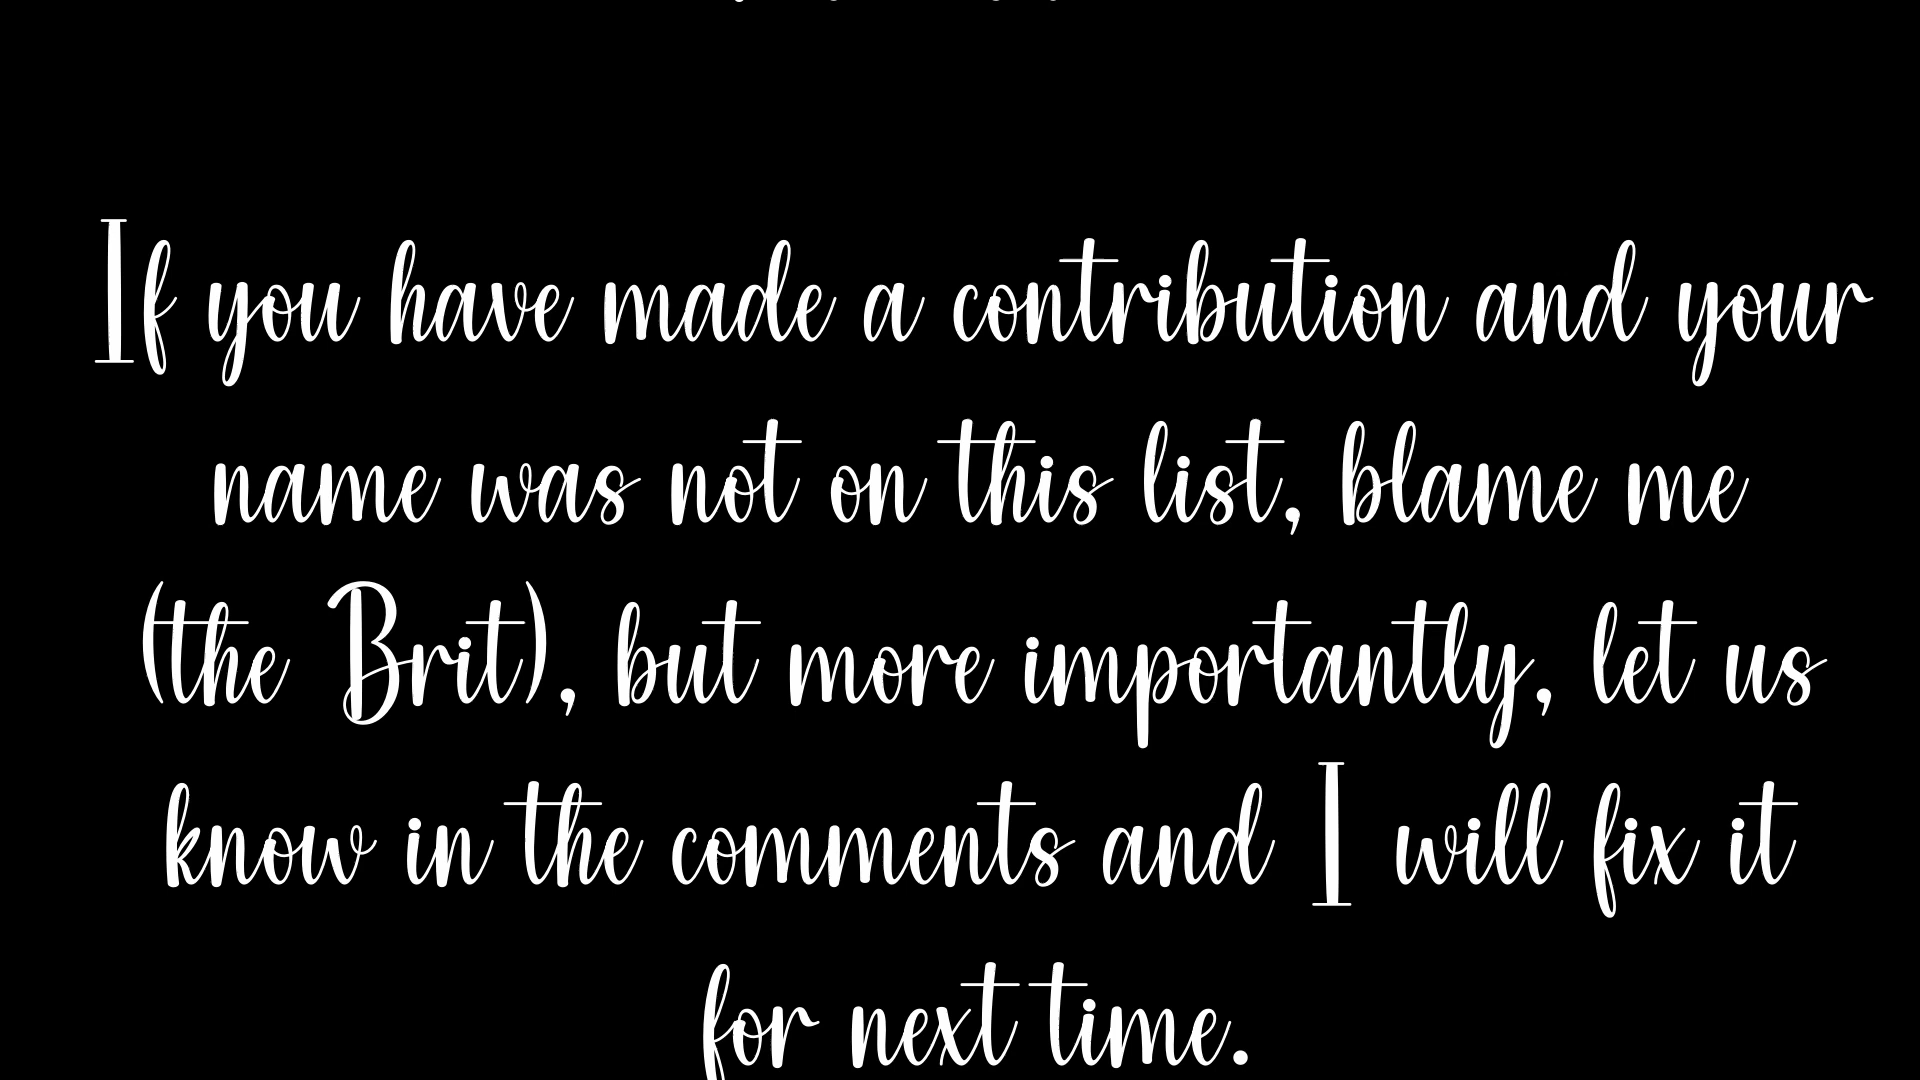 If you have made a contribution and your
name was not on this list, blame me
(the Brit), but more importantly, let us
know in the comments and I will fix it
for next time.